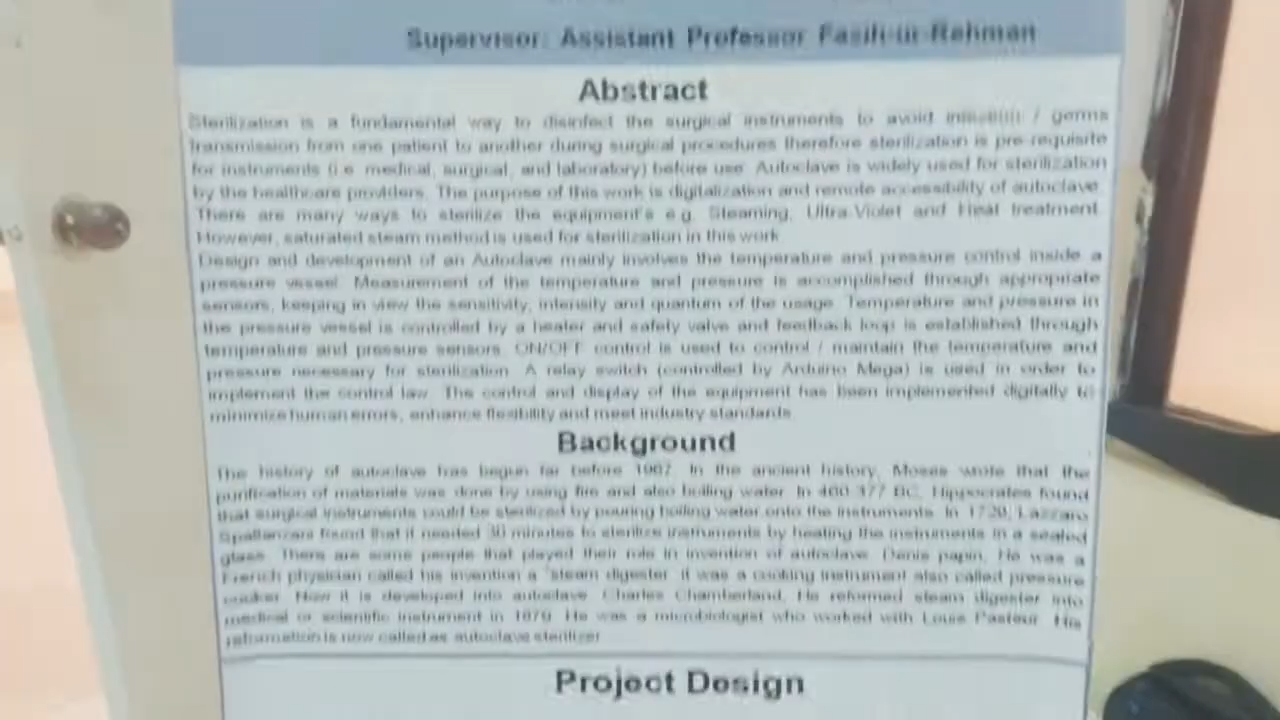 Supervisor: Assistant Professor Fasih-ur-Rehman
Abstract
Sterilization is a fundamental way to disinfect the surgical instruments to avoid infection / germs
transmission from one patient to another during surgical procedures therefore sterilization is pre-requisite
for instruments (i.e. medical, surgical, and laboratory) before use. Autoclave is widely used for sterilization
by the healthcare providers. The purpose of this work is digitalization and remote accessibility of autoclave.
There are many ways to sterilize the equipment's e.g. Steaming, Ultra-Violet and Heat treatment.
However, saturated steam method is used for sterilization in this work.
Design and development of an Autoclave mainly involves the temperature and pressure control inside a
pressure vessel. Measurement of the temperature and pressure is accomplished through appropriate
sensors, keeping in view the sensitivity, intensity and quantum of the usage. Temperature and pressure in
the pressure vessel is controlled by a heater and safety valve and feedback loop is established through
temperature and pressure sensors. ON/OFF control is used to control / maintain the temperature and
pressure necessary for sterilization. A relay switch (controlled by Arduino Mega) is used in order to
implement the control law. The control and display of the equipment has been implemented digitally to
minimize human errors, enhance flexibility and meet industry standards.
Background
The history of autoclave has begun far before 1967. In the ancient history, Moses wrote that the
purification of materials was done by using fire and also boiling water. In 460-377 BC, Hippocrates found
that surgical instruments could be sterilized by pouring boiling water onto the instruments. In 1720, Lazzaro
Spallanzani found that it needed 30 minutes to sterilize instruments by heating the instruments in a sealed
glass. There are some people that played their role in invention of autoclave. Denis papin, He was a
French physician called his invention a "steam digester" it was a cooking instrument also called pressure
cooker. Now it is developed into autoclave. Charles Chamberland, He reformed steam digester into
medical or scientific instrument in 1879. He was a microbiologist who worked with Louis Pasteur. His
reformation is now called as autoclave sterilizer.
Project Design